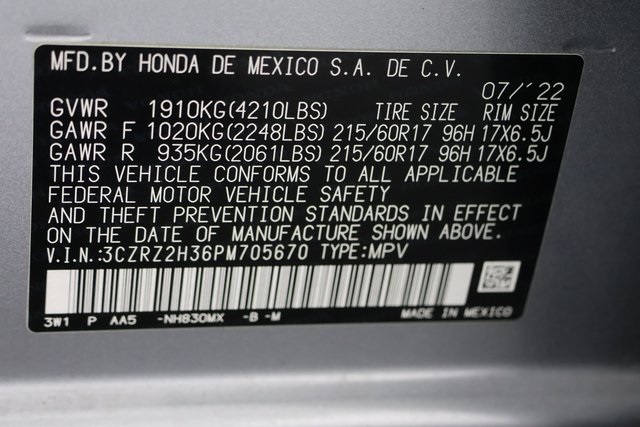 MFD.BY HONDA DE MEXICO S.A. DE C.V.
07/'22
GVWR 1910KG(4210LBS) TIRE SIZE RIM SIZE
GAWR F 1020KG(2248LBS) 215/60R17 96H 17X6.5J
GAWR R 935KG(2061LBS) 215/60R17 96H 17X6.5J
THIS VEHICLE CONFORMS TO ALL APPLICABLE
FEDERAL MOTOR VEHICLE SAFETY
AND THEFT PREVENTION STANDARDS IN EFFECT
ON THE DATE OF MANUFACTURE SHOWN ABOVE.
V.I.N.:3CZRZ2H36PM705670 TYPE:MPV
3W1 P AA5 -NH830MX -B -M MADE IN MEXICO